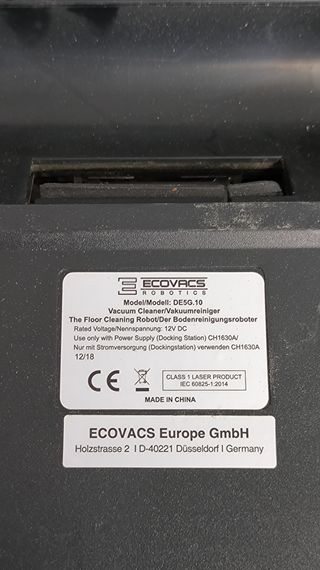 ECOVACS
ROBOTICS
Model/Modell: DE5G.10
Vacuum Cleaner/Vakuumreiniger
The Floor Cleaning Robot/Der Bodenreinigungsroboter
Rated Voltage/Nennspannung: 12V DC
Use only with Power Supply (Docking Station) CH1630A/
Nur mit Stromversorgung (Dockingstation) verwenden CH1630A
12/18
CE
CLASS 1 LASER PRODUCT
IEC 60825-1:2014
MADE IN CHINA
ECOVACS Europe GmbH
Holzstrasse 2 I D-40221 Düsseldorf I Germany